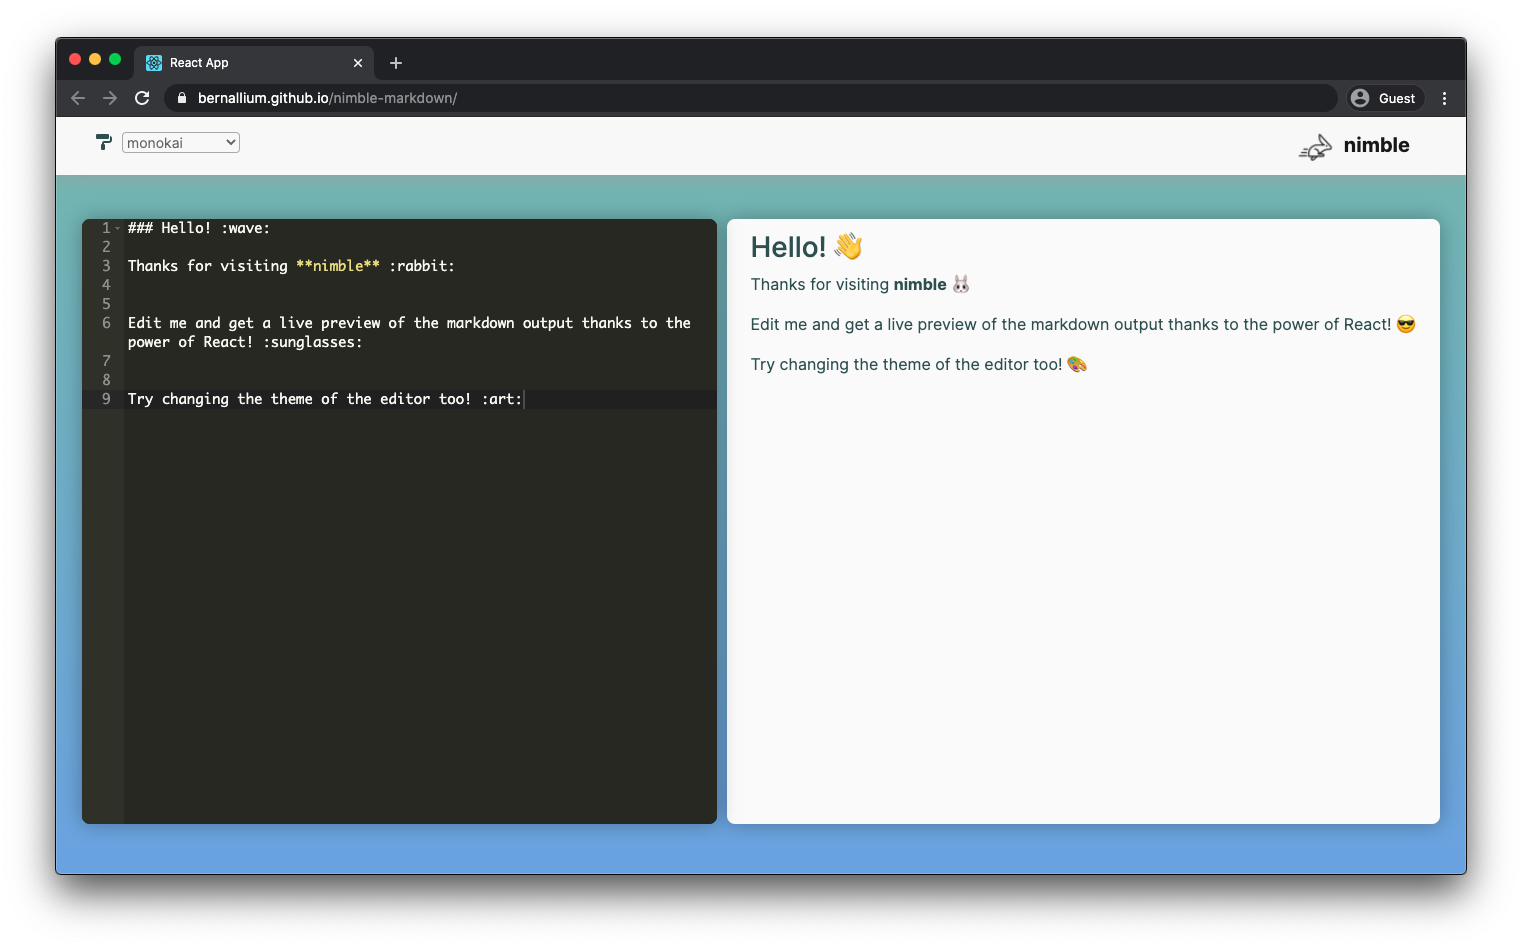 React App
bernallium.github.io/nimble-markdown/
Guest
monokai
nimble
1 ### Hello! :wave:
2
3 Thanks for visiting **nimble** :rabbit:
4
5
6 Edit me and get a live preview of the markdown output thanks to the
power of React! :sunglasses:
7
8
9 Try changing the theme of the editor too! :art:
Hello! 👋
Thanks for visiting nimble 🐰
Edit me and get a live preview of the markdown output thanks to the power of React! 😎
Try changing the theme of the editor too! 🎨